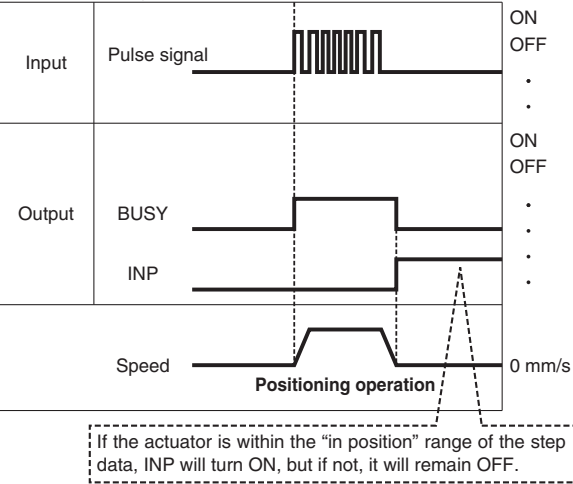 ON
Input Pulse signal OFF
ON
OFF
Output BUSY
INP
Speed 0 mm/s
Positioning operation
If the actuator is within the “in position” range of the step
data, INP will turn ON, but if not, it will remain OFF.